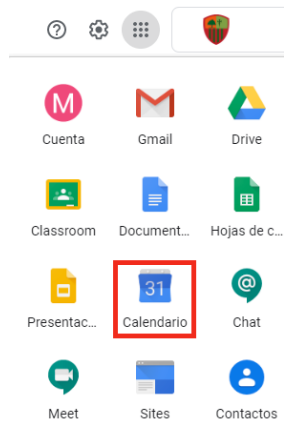 M
Cuenta Gmail Drive
Classroom Document... Hojas de c...
31
Presentac... Calendario Chat
Meet Sites Contactos